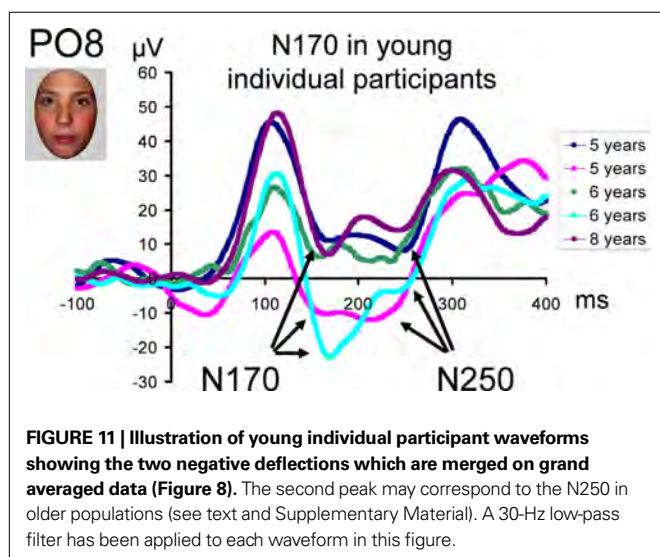 PO8
µV
N170 in young
individual participants
60
50
40
30
20
10
0
-10
-20
-30
-100
0
100
200
300
400
ms
5 years
5 years
6 years
6 years
8 years
N170
N250
FIGURE 11 | Illustration of young individual participant waveforms
showing the two negative deflections which are merged on grand
averaged data (Figure 8). The second peak may correspond to the N250 in
older populations (see text and Supplementary Material). A 30-Hz low-pass
filter has been applied to each waveform in this figure.